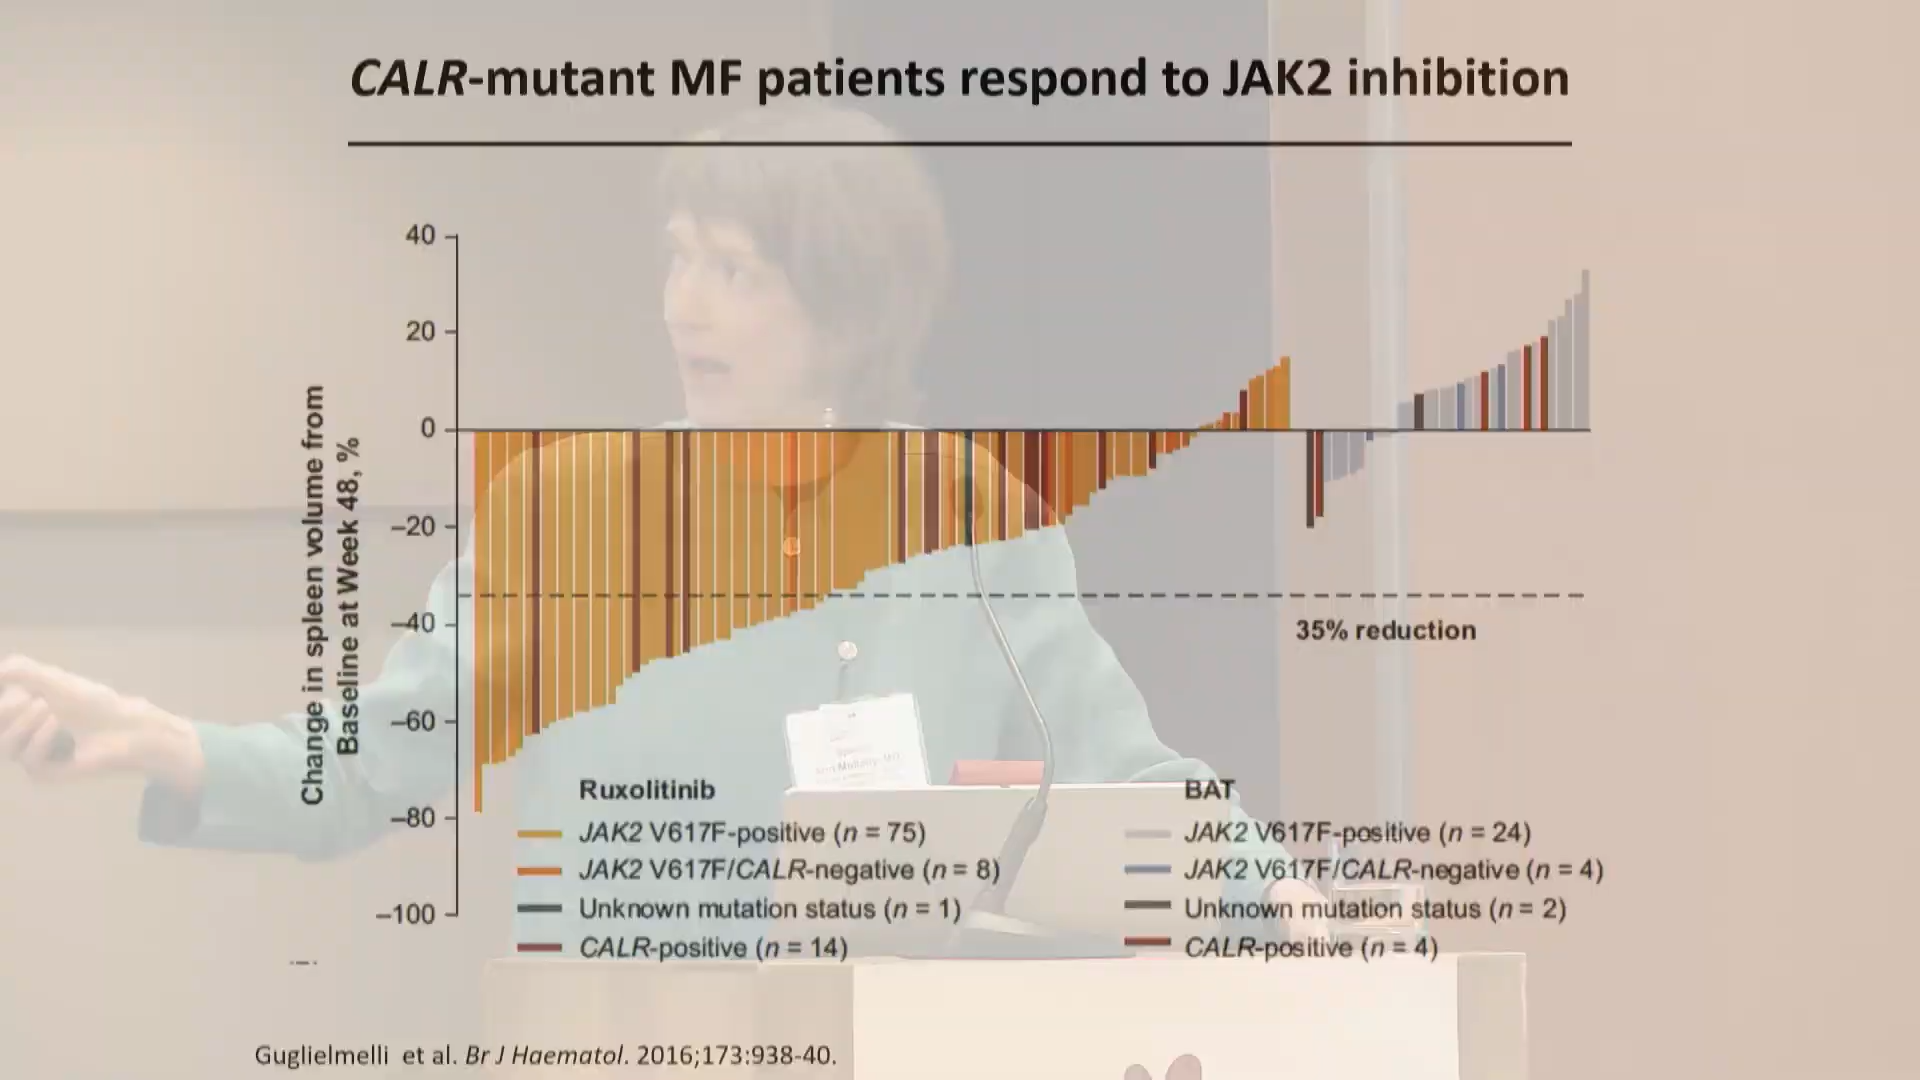 CALR-mutant MF patients respond to JAK2 inhibition
Change in spleen volume from
Baseline at Week 48, %
40
20
0
–20
–40
–60
–80
–100
35% reduction
Ruxolitinib
JAK2 V617F-positive (n = 75)
JAK2 V617F/CALR-negative (n = 8)
Unknown mutation status (n = 1)
CALR-positive (n = 14)
BAT
JAK2 V617F-positive (n = 24)
JAK2 V617F/CALR-negative (n = 4)
Unknown mutation status (n = 2)
CALR-positive (n = 4)
Guglielmelli et al. Br J Haematol. 2016;173:938-40.